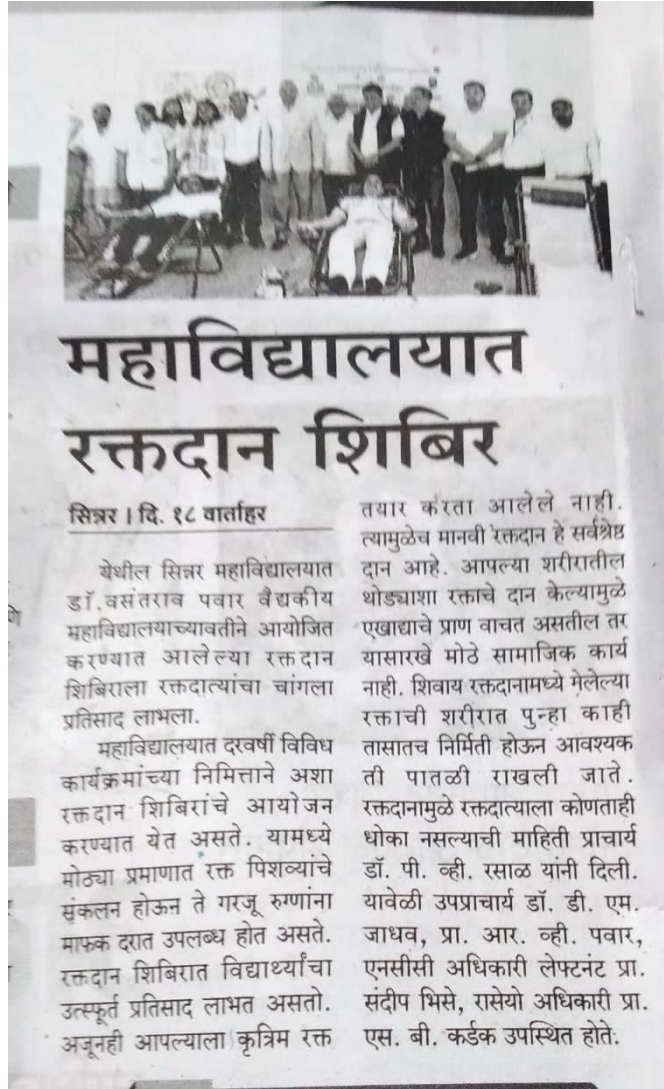 महाविद्यालयात
रक्तदान शिबिर
सिन्नर । दि. १८ वार्ताहर
येथील सिन्नर महाविद्यालयात
डॉ.वसंतराव पवार वैद्यकीय
महाविद्यालयाच्यावतीने आयोजित
करण्यात आलेल्या रक्तदान
शिबिराला रक्तदात्यांचा चांगला
प्रतिसाद लाभला.
महाविद्यालयात दरवर्षी विविध
कार्यक्रमांच्या निमित्ताने अशा
रक्तदान शिबिरांचे आयोजन
करण्यात येत असते. यामध्ये
मोठ्या प्रमाणात रक्त पिशव्यांचे
संकलन होऊन ते गरजू रुग्णांना
माफक दरात उपलब्ध होत असते.
रक्तदान शिबिरात विद्यार्थ्यांचा
उत्स्फूर्त प्रतिसाद लाभत असतो.
अजूनही आपल्याला कृत्रिम रक्त
तयार करता आलेले नाही.
त्यामुळेच मानवी रक्तदान हे सर्वश्रेष्ठ
दान आहे. आपल्या शरीरातील
थोड्याशा रक्ताचे दान केल्यामुळे
एखाद्याचे प्राण वाचत असतील तर
यासारखे मोठे सामाजिक कार्य
नाही. शिवाय रक्तदानामध्ये गेलेल्या
रक्ताची शरीरात पुन्हा काही
तासातच निर्मिती होऊन आवश्यक
ती पातळी राखली जाते.
रक्तदानामुळे रक्तदात्याला कोणताही
धोका नसल्याची माहिती प्राचार्य
डॉ. पी. व्ही. रसाळ यांनी दिली.
यावेळी उपप्राचार्य डॉ. डी. एम.
जाधव, प्रा. आर. व्ही. पवार,
एनसीसी अधिकारी लेफ्टनंट प्रा.
संदीप भिसे, रासेयो अधिकारी प्रा.
एस. बी. कर्डक उपस्थित होते.